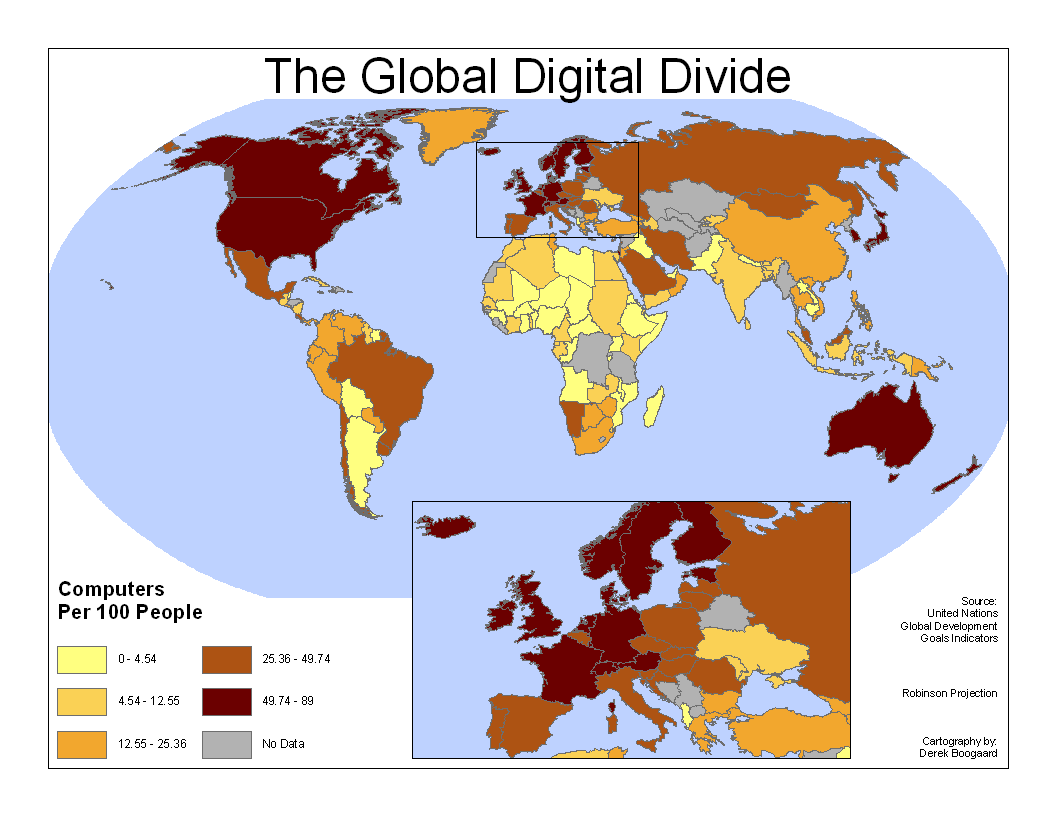 The Global Digital Divide
Computers
Per 100 People
0 - 4.54
4.54 - 12.55
12.55 - 25.36
25.36 - 49.74
49.74 - 89
No Data
Source:
United Nations
Global Development
Goals Indicators
Robinson Projection
Cartography by:
Derek Boogaard